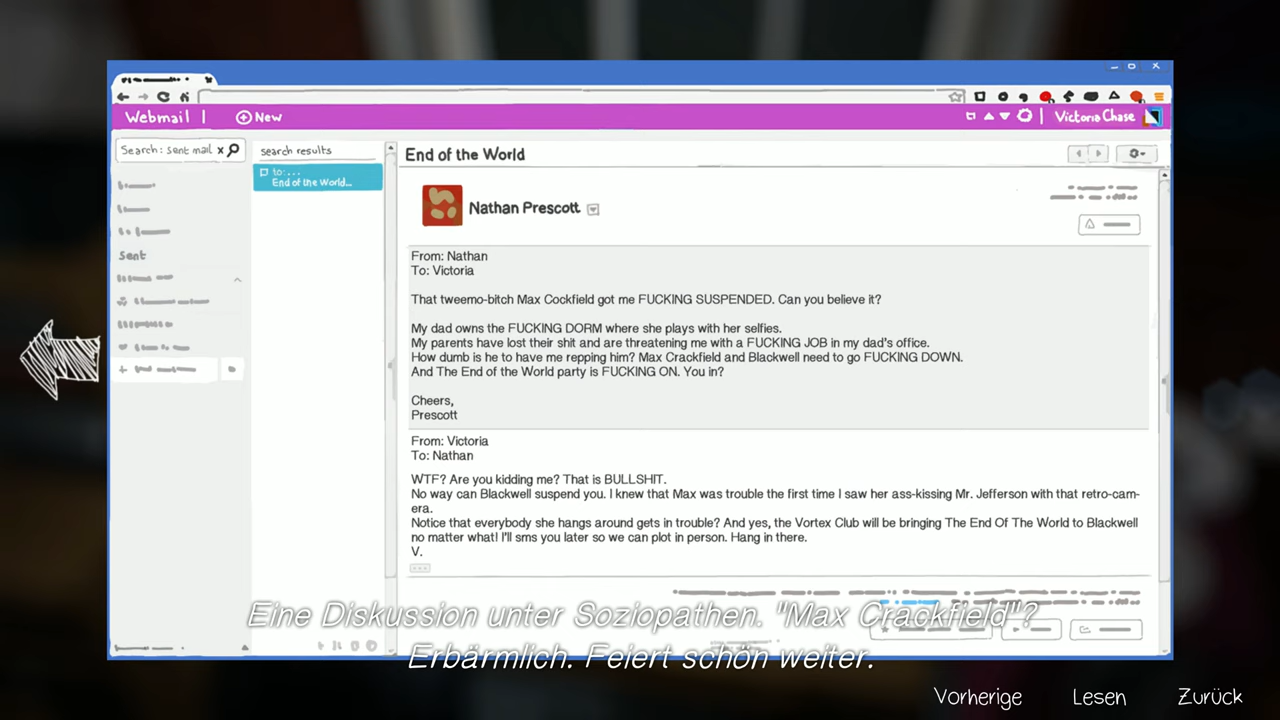 Webmail |
New
Victoria Chase
Search: sent mail x
search results
End of the World
to:...
End of the World...
Nathan Prescott
Sent
From: Nathan
To: Victoria
That tweemo-bitch Max Cockfield got me FUCKING SUSPENDED. Can you believe it?
My dad owns the FUCKING DORM where she plays with her selfies.
My parents have lost their shit and are threatening me with a FUCKING JOB in my dad's office.
How dumb is he to have me repping him? Max Crackfield and Blackwell need to go FUCKING DOWN.
And The End of the World party is FUCKING ON. You in?
Cheers,
Prescott
From: Victoria
To: Nathan
WTF? Are you kidding me? That is BULLSHIT.
No way can Blackwell suspend you. I knew that Max was trouble the first time I saw her ass-kissing Mr. Jefferson with that retro-cam-
era.
Notice that everybody she hangs around gets in trouble? And yes, the Vortex Club will be bringing The End Of The World to Blackwell
no matter what! I'll sms you later so we can plot in person. Hang in there.
V.
Eine Diskussion unter Soziopathen. "Max Crackfield"?
Erbärmlich. Feiert schön weiter.
Vorherige
Lesen
Zurück